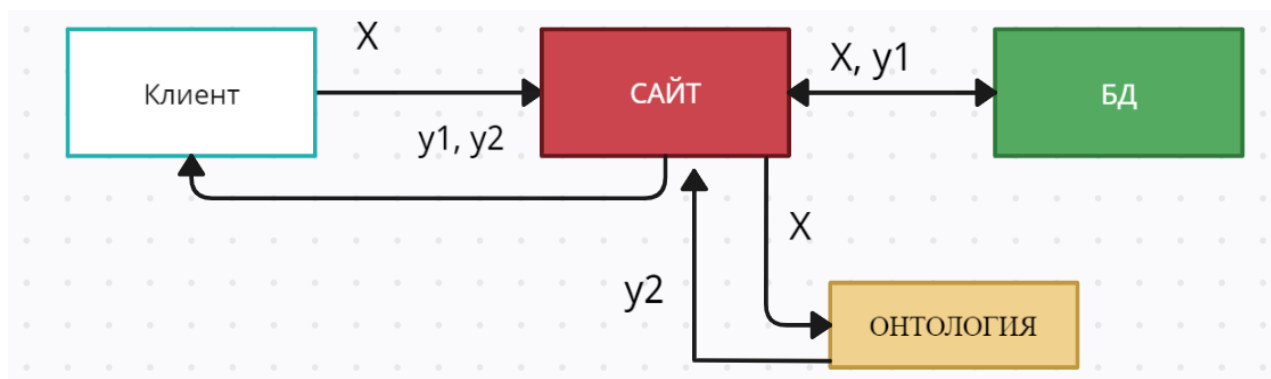 X
Клиент
САЙТ
X, y1
БД
y1, y2
X
y2
ОНТОЛОГИЯ